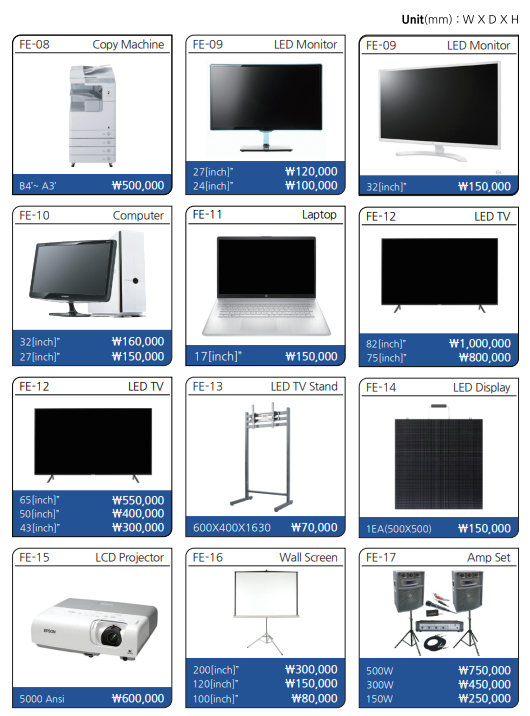 Unit(mm) : W X D X H
FE-08 Copy Machine
B4'~ A3' ₩500,000
FE-09 LED Monitor
27[inch]" ₩120,000
24[inch]" ₩100,000
FE-09 LED Monitor
32[inch]" ₩150,000
FE-10 Computer
32[inch]" ₩160,000
27[inch]" ₩150,000
FE-11 Laptop
17[inch]" ₩150,000
FE-12 LED TV
82[inch]" ₩1,000,000
75[inch]" ₩800,000
FE-12 LED TV
65[inch]" ₩550,000
50[inch]" ₩400,000
43[inch]" ₩300,000
FE-13 LED TV Stand
600X400X1630 ₩70,000
FE-14 LED Display
1EA(500X500) ₩150,000
FE-15 LCD Projector
EPSON
5000 Ansi ₩600,000
FE-16 Wall Screen
200[inch]" ₩300,000
120[inch]" ₩150,000
100[inch]" ₩80,000
FE-17 Amp Set
500W ₩750,000
300W ₩450,000
150W ₩250,000